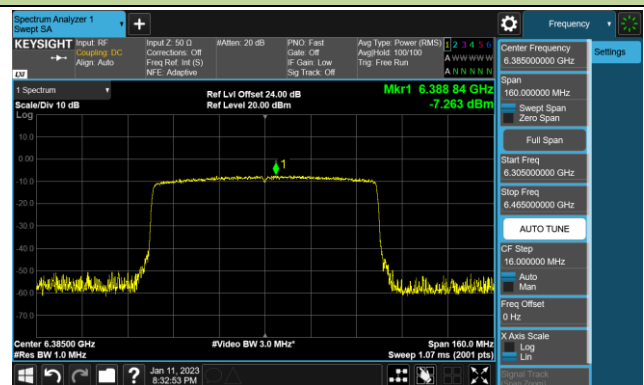 Spectrum Analyzer 1
Swept SA
+
Frequency
KEYSIGHT
Input: RF
Coupling: DC
Align: Auto
Input Z: 50 Ω
Corrections: Off
Freq Ref: Int (S)
NFE: Adaptive
#Atten: 20 dB
PNO: Fast
Gate: Off
IF Gain: Low
Sig Track: Off
Avg Type: Power (RMS)
Avg|Hold: 100/100
Trig: Free Run
1 2 3 4 5 6
A W W W W W
A N N N N N
LXI
1 Spectrum
Scale/Div 10 dB
Log
Ref Lvl Offset 24.00 dB
Ref Level 20.00 dBm
Mkr1 6.388 84 GHz
-7.263 dBm
1
10.0
0.00
-10.0
-20.0
-30.0
-40.0
-50.0
-60.0
-70.0
Center 6.38500 GHz
#Res BW 1.0 MHz
#Video BW 3.0 MHz*
Span 160.0 MHz
Sweep 1.07 ms (2001 pts)
Center Frequency
6.385000000 GHz
Span
160.000000 MHz
Swept Span
Zero Span
Full Span
Start Freq
6.305000000 GHz
Stop Freq
6.465000000 GHz
AUTO TUNE
CF Step
16.000000 MHz
Auto
Man
Freq Offset
0 Hz
X Axis Scale
Log
Lin
Signal Track
Settings
?
Jan 11, 2023
8:32:53 PM